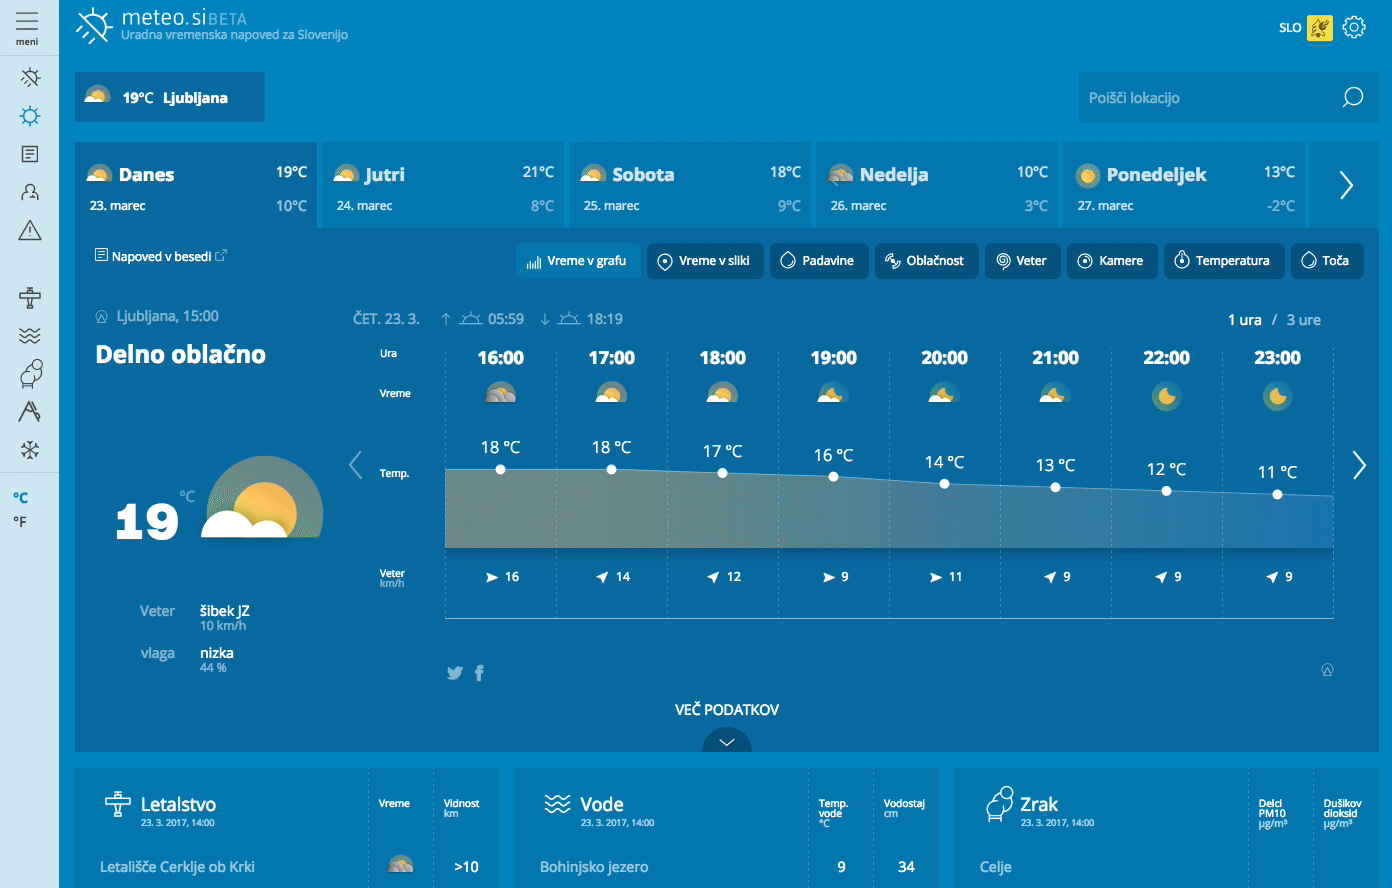 meni
meteo.siBETA
Uradna vremenska napoved za Slovenijo
SLO
19°C Ljubljana
Poišči lokacijo
Danes 19°C
23. marec 10°C
Jutri 21°C
24. marec 8°C
Sobota 18°C
25. marec 9°C
Nedelja 10°C
26. marec 3°C
Ponedeljek 13°C
27. marec -2°C
Napoved v besedi
Vreme v grafu
Vreme v sliki
Padavine
Oblačnost
Veter
Kamere
Temperatura
Toča
Ljubljana, 15:00
Delno oblačno
19 °C
Veter šibek JZ
10 km/h
vlaga nizka
44 %
ČET. 23. 3. 05:59 18:19
1 ura / 3 ure
Ura 16:00 17:00 18:00 19:00 20:00 21:00 22:00 23:00
Vreme
Temp. 18 °C 18 °C 17 °C 16 °C 14 °C 13 °C 12 °C 11 °C
Veter 16 14 12 9 11 9 9 9
km/h
°C
°F
VEČ PODATKOV
Letalstvo
23. 3. 2017, 14:00
Vreme
Vidnost
km
Letališče Cerklje ob Krki >10
Vode
23. 3. 2017, 14:00
Temp.
vode
°C
Vodostaj
cm
Bohinjsko jezero 9 34
Zrak
23. 3. 2017, 14:00
Delci
PM10
µg/m³
Dušikov
dioksid
µg/m³
Celje